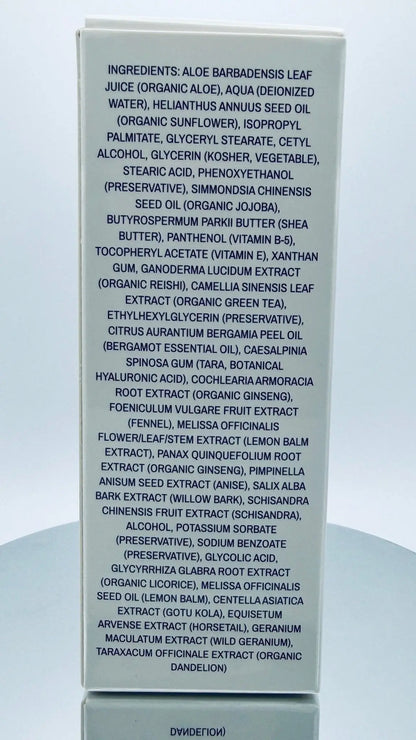 INGREDIENTS: ALOE BARBADENSIS LEAF
JUICE (ORGANIC ALOE), AQUA (DEIONIZED
WATER), HELIANTHUS ANNUUS SEED OIL
(ORGANIC SUNFLOWER), ISOPROPYL
PALMITATE, GLYCERYL STEARATE, CETYL
ALCOHOL, GLYCERIN (KOSHER, VEGETABLE),
STEARIC ACID, PHENOXYETHANOL
(PRESERVATIVE), SIMMONDSIA CHINENSIS
SEED OIL (ORGANIC JOJOBA),
BUTYROSPERMUM PARKII BUTTER (SHEA
BUTTER), PANTHENOL (VITAMIN B-5),
TOCOPHERYL ACETATE (VITAMIN E), XANTHAN
GUM, GANODERMA LUCIDUM EXTRACT
(ORGANIC REISHI), CAMELLIA SINENSIS LEAF
EXTRACT (ORGANIC GREEN TEA),
ETHYLHEXYLGLYCERIN (PRESERVATIVE),
CITRUS AURANTIUM BERGAMIA PEEL OIL
(BERGAMOT ESSENTIAL OIL), CAESALPINIA
SPINOSA GUM (TARA, BOTANICAL
HYALURONIC ACID), COCHLEARIA ARMORACIA
ROOT EXTRACT (ORGANIC GINSENG),
FOENICULUM VULGARE FRUIT EXTRACT
(FENNEL), MELISSA OFFICINALIS
FLOWER/LEAF/STEM EXTRACT (LEMON BALM
EXTRACT), PANAX QUINQUEFOLIUM ROOT
EXTRACT (ORGANIC GINSENG), PIMPINELLA
ANISUM SEED EXTRACT (ANISE), SALIX ALBA
BARK EXTRACT (WILLOW BARK), SCHISANDRA
CHINENSIS FRUIT EXTRACT (SCHISANDRA),
ALCOHOL, POTASSIUM SORBATE
(PRESERVATIVE), SODIUM BENZOATE
(PRESERVATIVE), GLYCOLIC ACID,
GLYCYRRHIZA GLABRA ROOT EXTRACT
(ORGANIC LICORICE), MELISSA OFFICINALIS
SEED OIL (LEMON BALM), CENTELLA ASIATICA
EXTRACT (GOTU KOLA), EQUISETUM
ARVENSE EXTRACT (HORSETAIL), GERANIUM
MACULATUM EXTRACT (WILD GERANIUM),
TARAXACUM OFFICINALE EXTRACT (ORGANIC
DANDELION)
DANDELION)